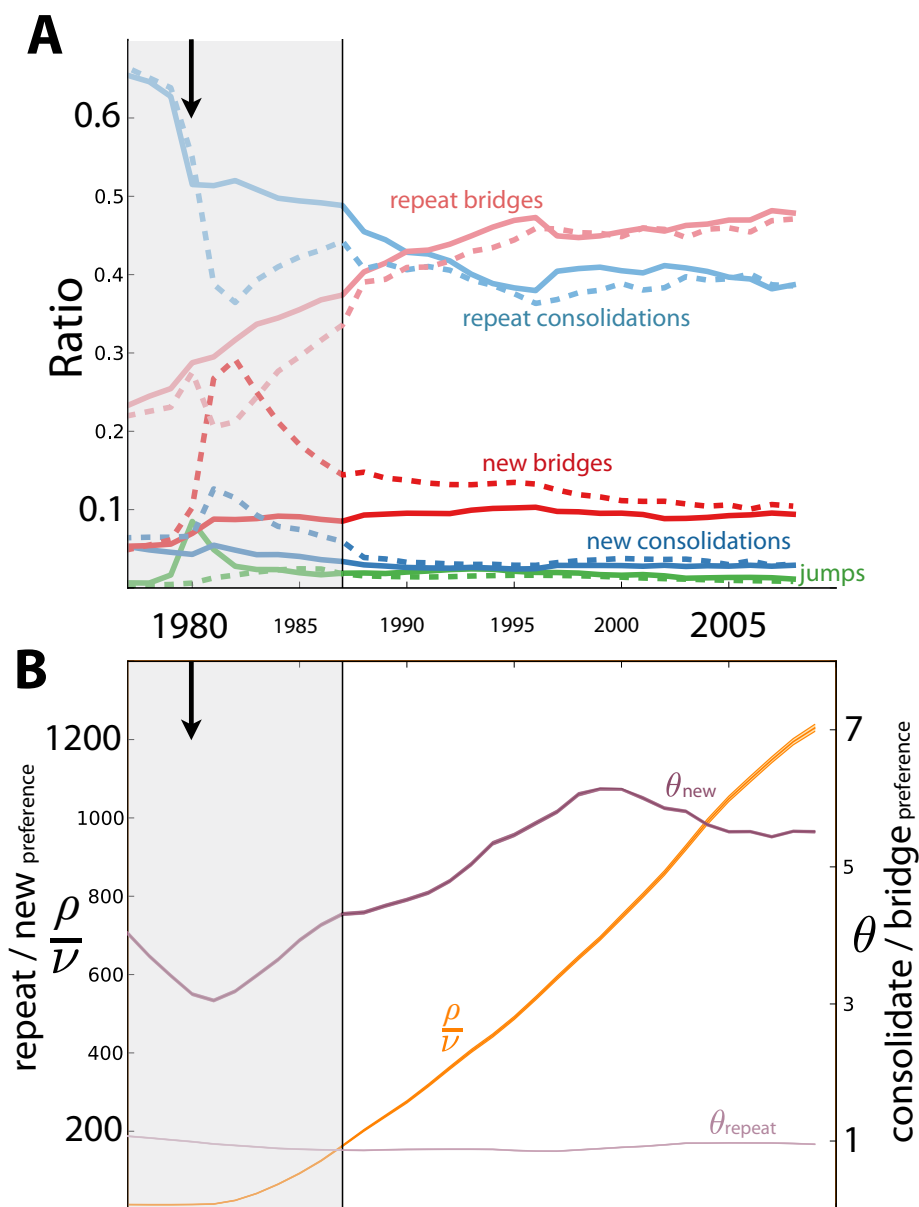 A
Ratio
0.6
0.5
0.4
0.3
0.2
0.1
repeat bridges
repeat consolidations
new bridges
new consolidations
jumps
1980
1985
1990
1995
2000
2005
B
repeat / new preference
ρ
ν
1200
1000
800
600
400
200
θnew
ρ
ν
θrepeat
7
5
3
1
θ
consolidate / bridge preference